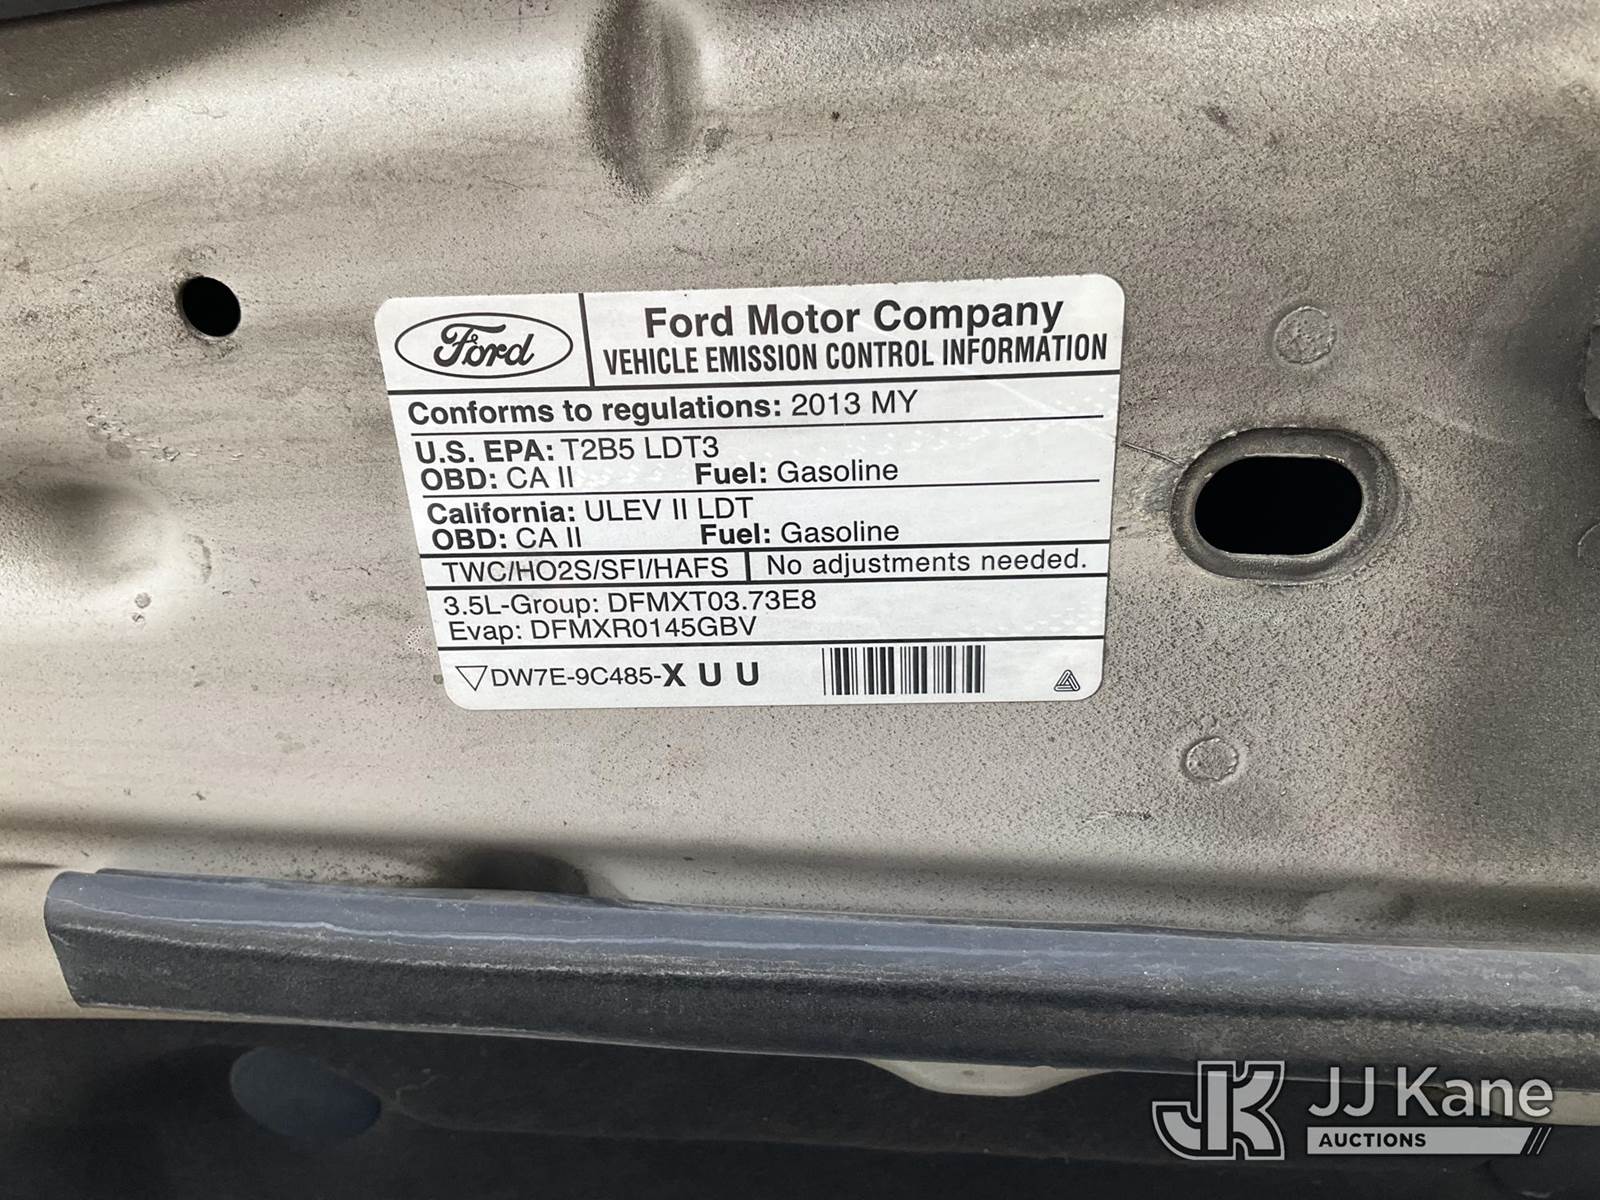 Ford
Ford Motor Company
VEHICLE EMISSION CONTROL INFORMATION
Conforms to regulations: 2013 MY
U.S. EPA: T2B5 LDT3
OBD: CA II Fuel: Gasoline
California: ULEV II LDT
OBD: CA II Fuel: Gasoline
TWC/HO2S/SFI/HAFS No adjustments needed.
3.5L-Group: DFMXT03.73E8
Evap: DFMXR0145GBV
DW7E-9C485-X U U
JK JJ Kane
AUCTIONS